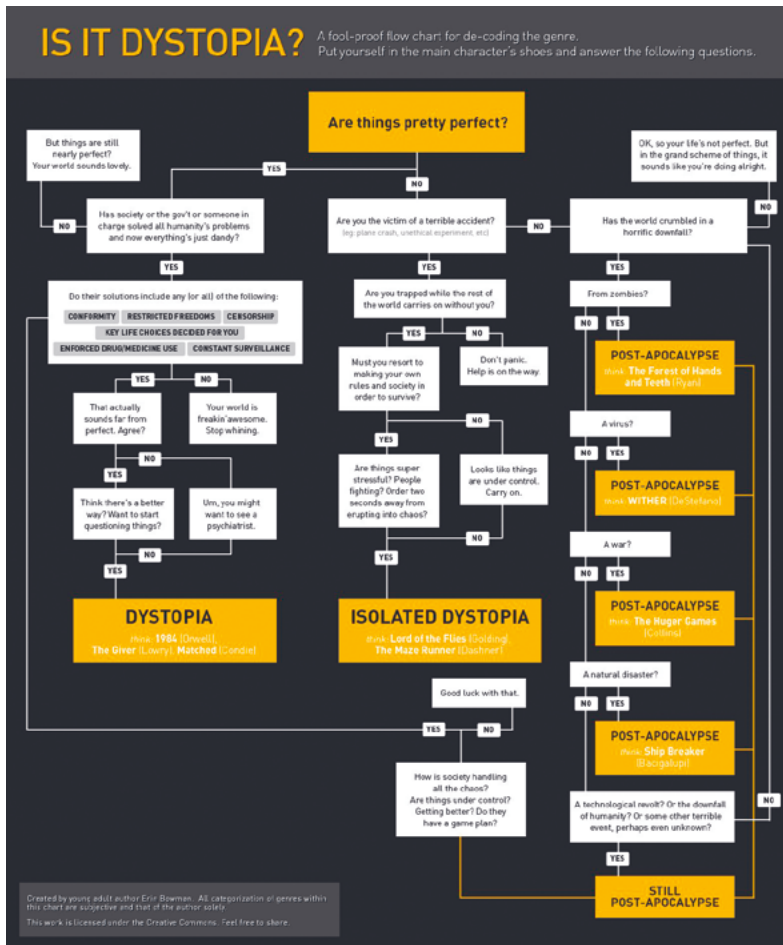 IS IT DYSTOPIA?
A fool-proof flow chart for de-coding the genre.
Put yourself in the main character's shoes and answer the following questions.
Are things pretty perfect?
But things are still
nearly perfect?
Your world sounds lovely.
OK, so your life's not perfect. But
in the grand scheme of things, it
sounds like you're doing alright.
YES
NO
NO
Has society or the gov't or someone in
charge solved all humanity's problems
and now everything's just dandy?
Are you the victim of a terrible accident?
(eg: plane crash, unethical experiment, etc)
NO
Has the world crumbled in a
horrific downfall?
NO
YES
YES
YES
Do their solutions include any (or all) of the following:
CONFORMITY
RESTRICTED FREEDOMS
CENSORSHIP
KEY LIFE CHOICES DECIDED FOR YOU
ENFORCED DRUG/MEDICINE USE
CONSTANT SURVEILLANCE
Are you trapped while the rest of
the world carries on without you?
From zombies?
YES
NO
NO
YES
Must you resort to
making your own
rules and society in
order to survive?
Don't panic.
Help is on the way.
POST-APOCALYPSE
think: The Forest of Hands
and Teeth (Ryan)
YES
NO
That actually
sounds far from
perfect. Agree?
Your world is
freakin' awesome.
Stop whining.
A virus?
YES
NO
NO
YES
YES
NO
Are things super
stressful? People
fighting? Order two
seconds away from
erupting into chaos?
Looks like things
are under control.
Carry on.
POST-APOCALYPSE
think: WITHER (DeStefano)
Think there's a better
way? Want to start
questioning things?
Um, you might
want to see a
psychiatrist.
A war?
YES
NO
YES
NO
NO
YES
DYSTOPIA
think: 1984 (Orwell),
The Giver (Lowry), Matched (Condie)
ISOLATED DYSTOPIA
think: Lord of the Flies (Golding),
The Maze Runner (Dashner)
POST-APOCALYPSE
think: The Huger Games
(Collins)
A natural disaster?
Good luck with that.
NO
YES
YES
NO
POST-APOCALYPSE
think: Ship Breaker
(Bacigalupi)
How is society handling
all the chaos?
Are things under control?
Getting better? Do they
have a game plan?
A technological revolt? Or the downfall
of humanity? Or some other terrible
event, perhaps even unknown?
NO
YES
STILL
POST-APOCALYPSE
Created by young adult author Erin Bowman. All categorization of genres within
this chart are subjective and that of the author solely.
This work is licensed under the Creative Commons. Feel free to share.